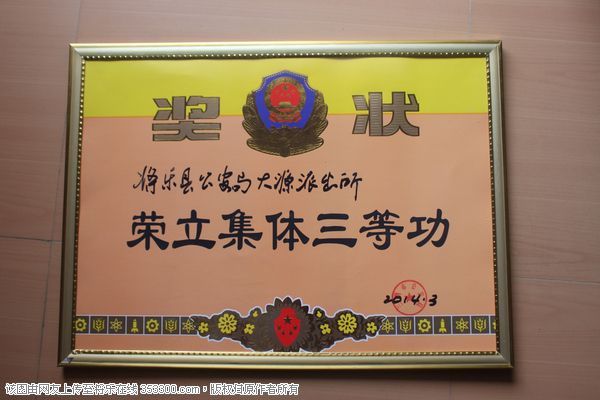 奖状
将乐县公安局大源派出所
荣立集体三等功
2014.3
该图由网友上传至将乐在线 353300.com，版权归原作者所有